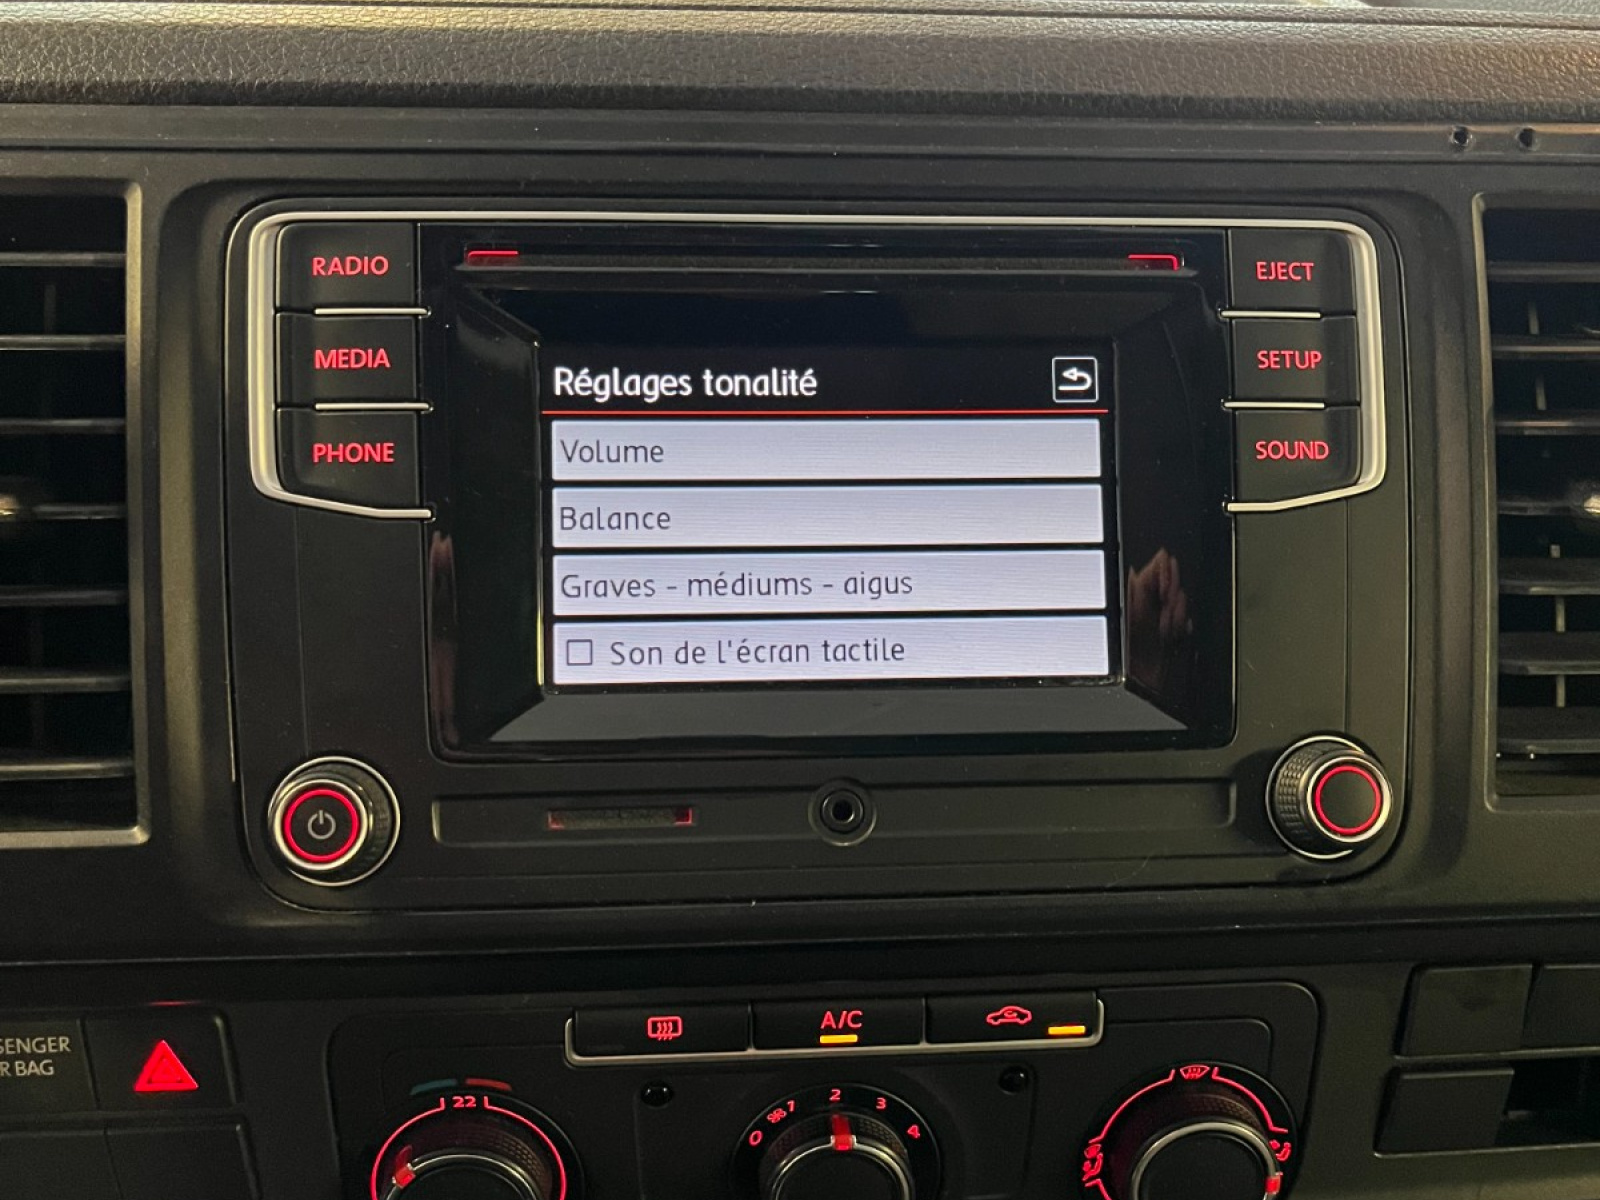 RADIO
MEDIA
PHONE
EJECT
SETUP
SOUND
Réglages tonalité
Volume
Balance
Graves - médiums - aigus
Son de l'écran tactile
A/C
SENGER
R BAG
22
0
1
2
3
4